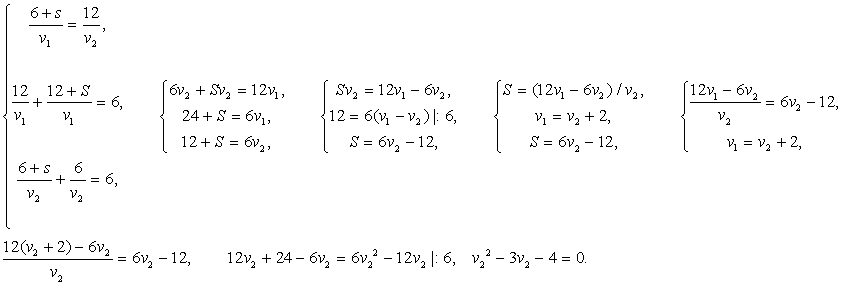 (6+s)/v₁ = 12/v₂,
12/v₁ + (12+S)/v₁ = 6,
(6+s)/v₂ + 6/v₂ = 6,
6v₂ + Sv₂ = 12v₁,
24 + S = 6v₁,
12 + S = 6v₂,
Sv₂ = 12v₁ − 6v₂,
12 = 6(v₁ − v₂) |: 6,
S = 6v₂ − 12,
S = (12v₁ − 6v₂) / v₂,
v₁ = v₂ + 2,
S = 6v₂ − 12,
(12v₁ − 6v₂)/v₂ = 6v₂ − 12,
v₁ = v₂ + 2,
(12(v₂ + 2) − 6v₂)/v₂ = 6v₂ − 12, 12v₂ + 24 − 6v₂ = 6v₂² − 12v₂ |: 6, v₂² − 3v₂ − 4 = 0.